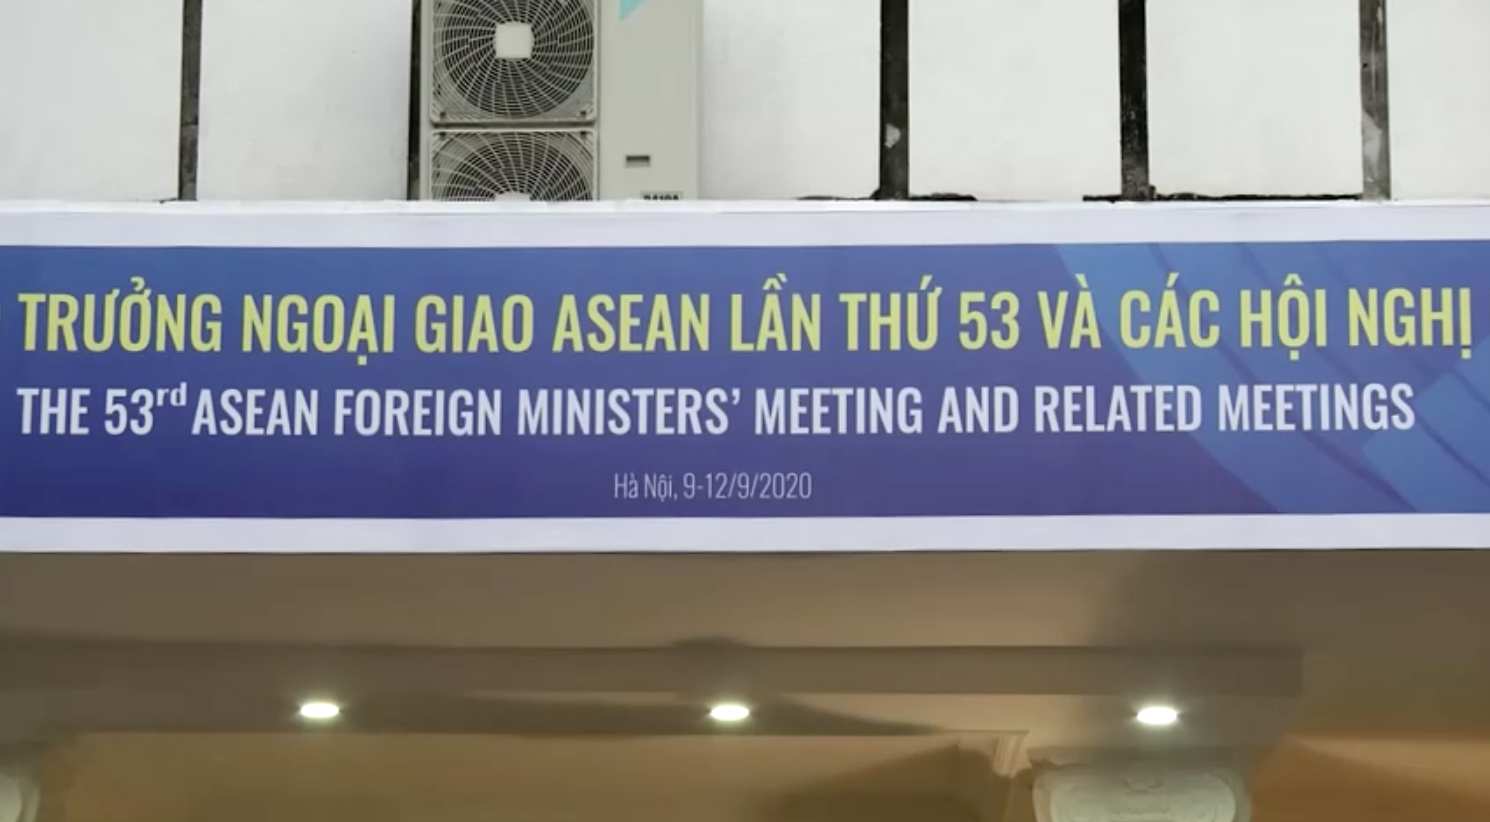 TRƯỞNG NGOẠI GIAO ASEAN LẦN THỨ 53 VÀ CÁC HỘI NGHỊ
THE 53rd ASEAN FOREIGN MINISTERS’ MEETING AND RELATED MEETINGS
Hà Nội, 9-12/9/2020